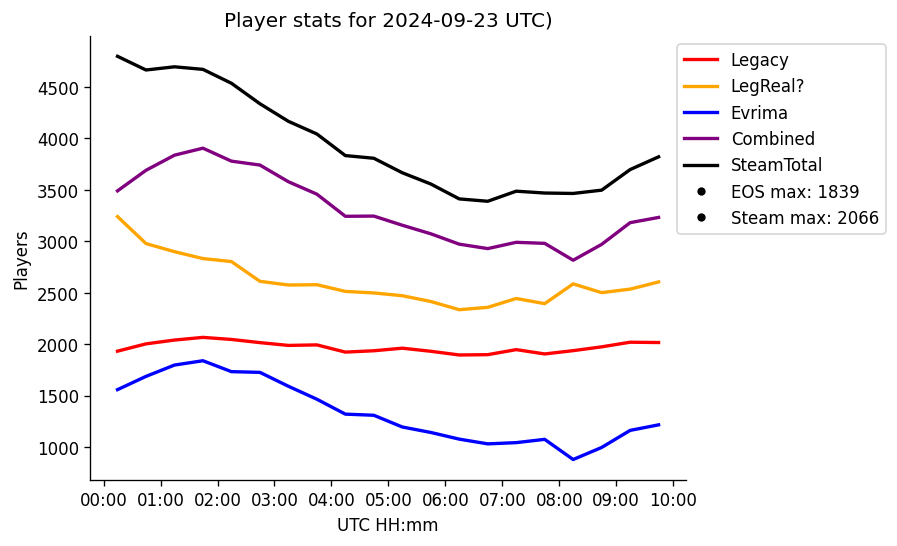 Player stats for 2024-09-23 UTC)
Players
4500
4000
3500
3000
2500
2000
1500
1000
00:00 01:00 02:00 03:00 04:00 05:00 06:00 07:00 08:00 09:00 10:00
UTC HH:mm
Legacy
LegReal?
Evrima
Combined
SteamTotal
EOS max: 1839
Steam max: 2066